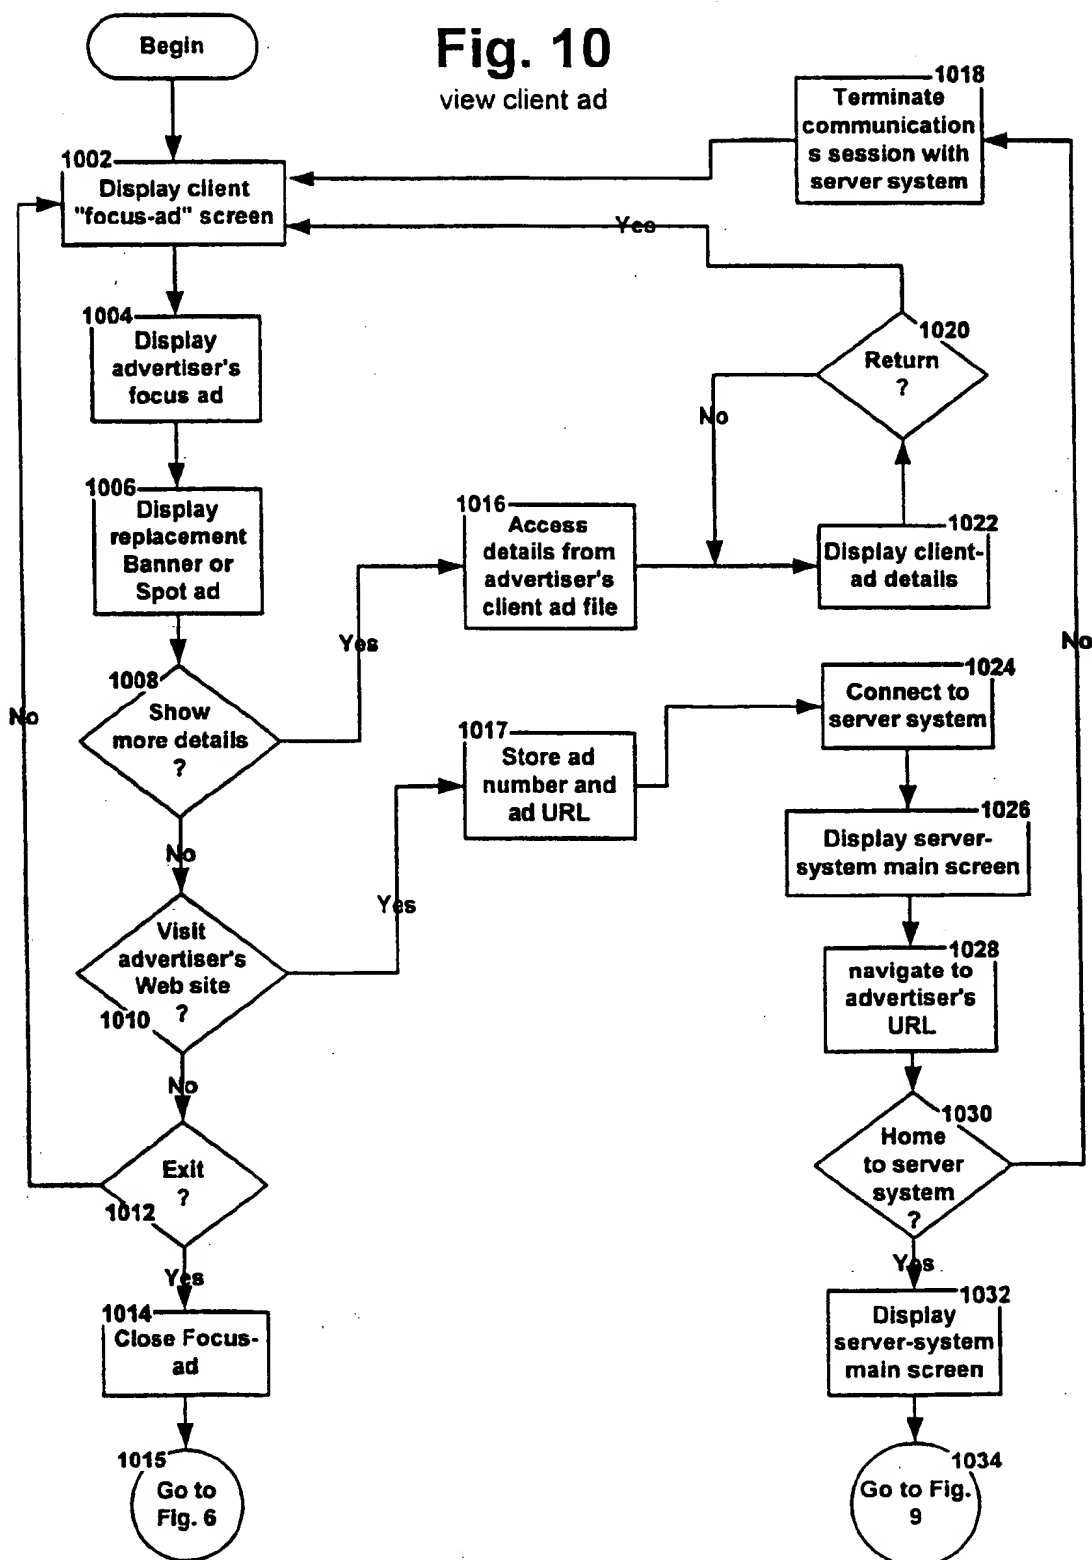 Fig. 10
view client ad
Begin
1002
Display client
"focus-ad" screen
1004
Display
advertiser's
focus ad
1006
Display
replacement
Banner or
Spot ad
1008
Show
more details
?
Yes
No
1010
Visit
advertiser's
Web site
?
Yes
No
1012
Exit
?
No
Yes
1014
Close Focus-
ad
1015
Go to
Fig. 6
1016
Access
details from
advertiser's
client ad file
1017
Store ad
number and
ad URL
1018
Terminate
communication
s session with
server system
Yes
1020
Return
?
No
1022
Display client-
ad details
1024
Connect to
server system
1026
Display server-
system main screen
1028
navigate to
advertiser's
URL
1030
Home
to server
system
?
No
Yes
1032
Display
server-system
main screen
1034
Go to Fig.
9